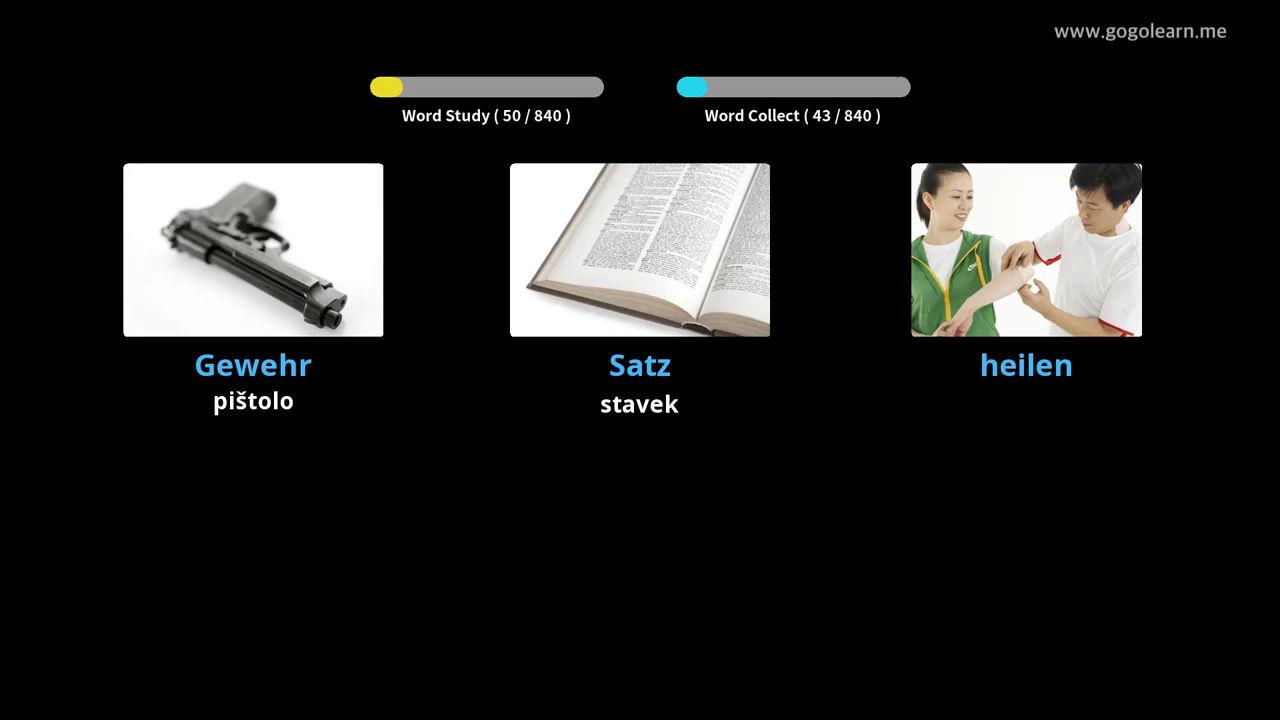 www.gogolearn.me
Word Study ( 50 / 840 )
Word Collect ( 43 / 840 )
Gewehr
pištolo
Satz
stavek
heilen